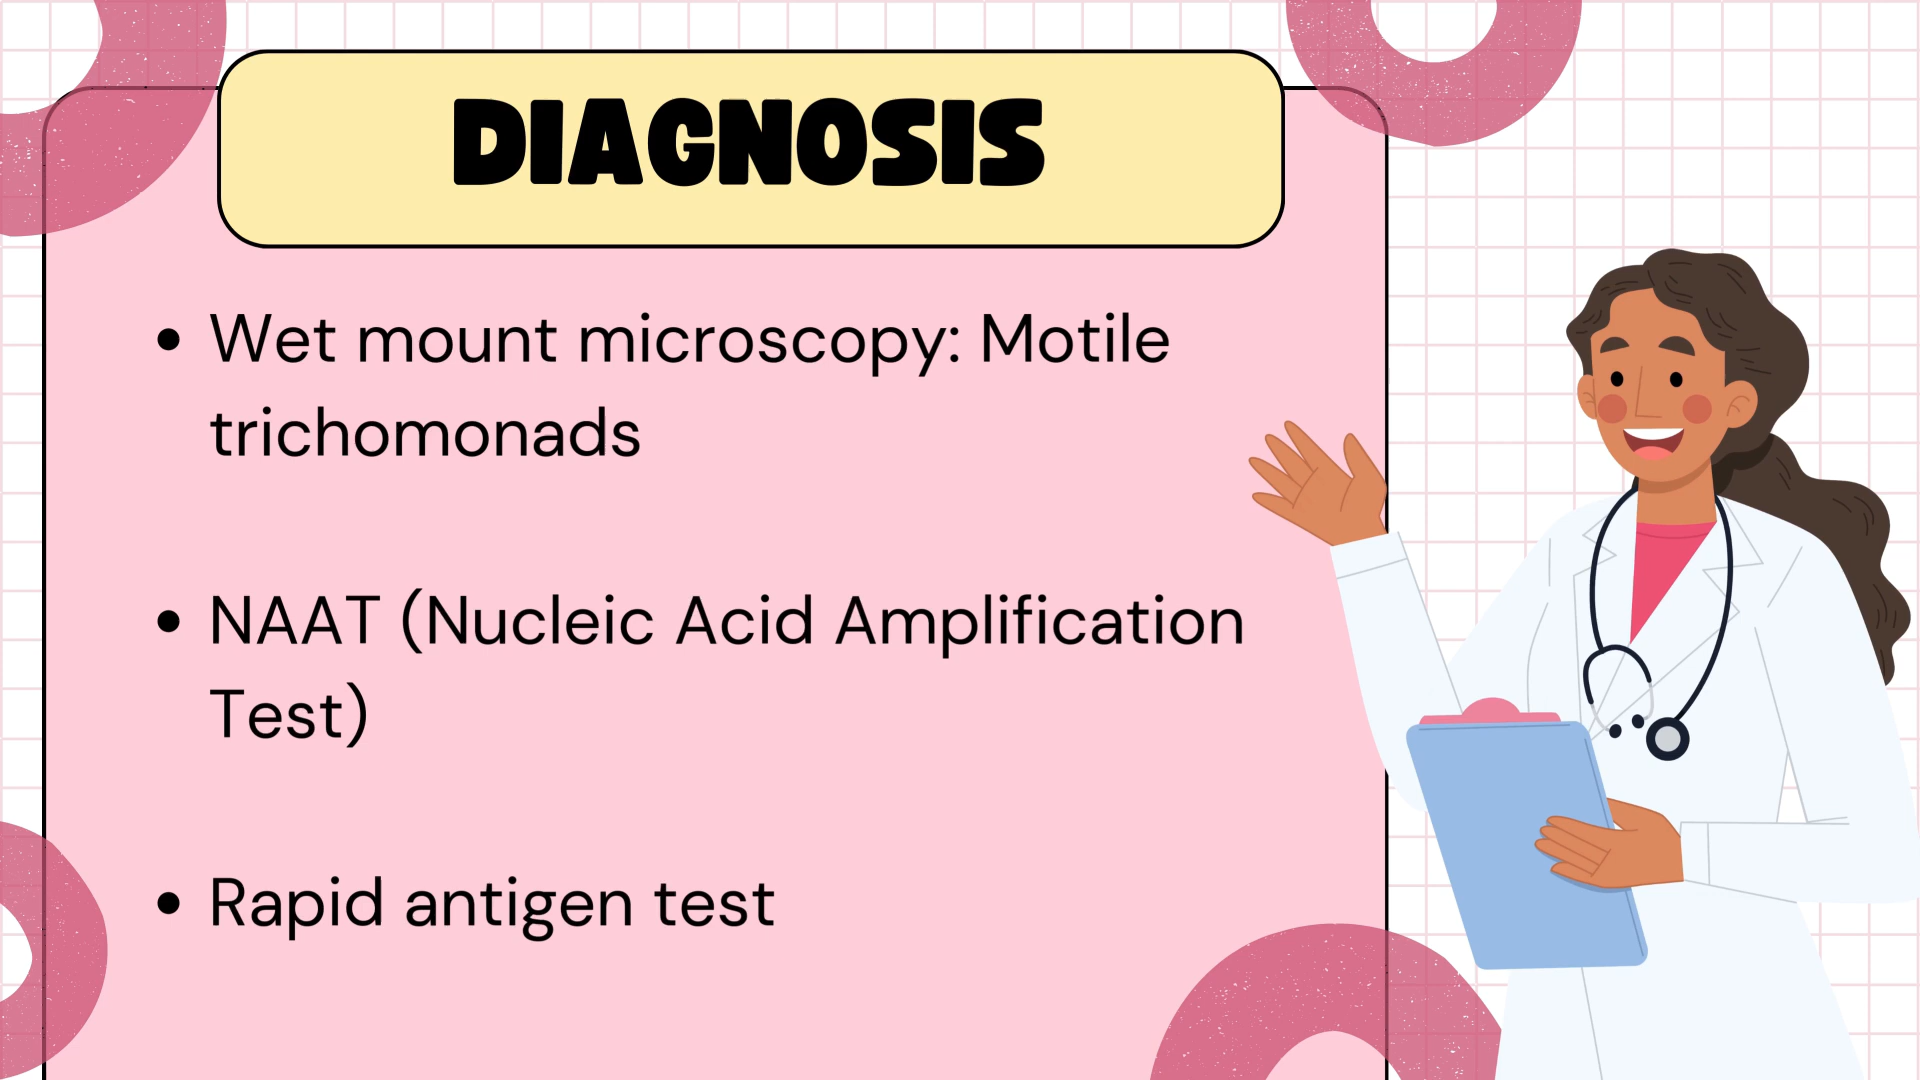 DIAGNOSIS
• Wet mount microscopy: Motile
trichomonads
• NAAT (Nucleic Acid Amplification
Test)
• Rapid antigen test